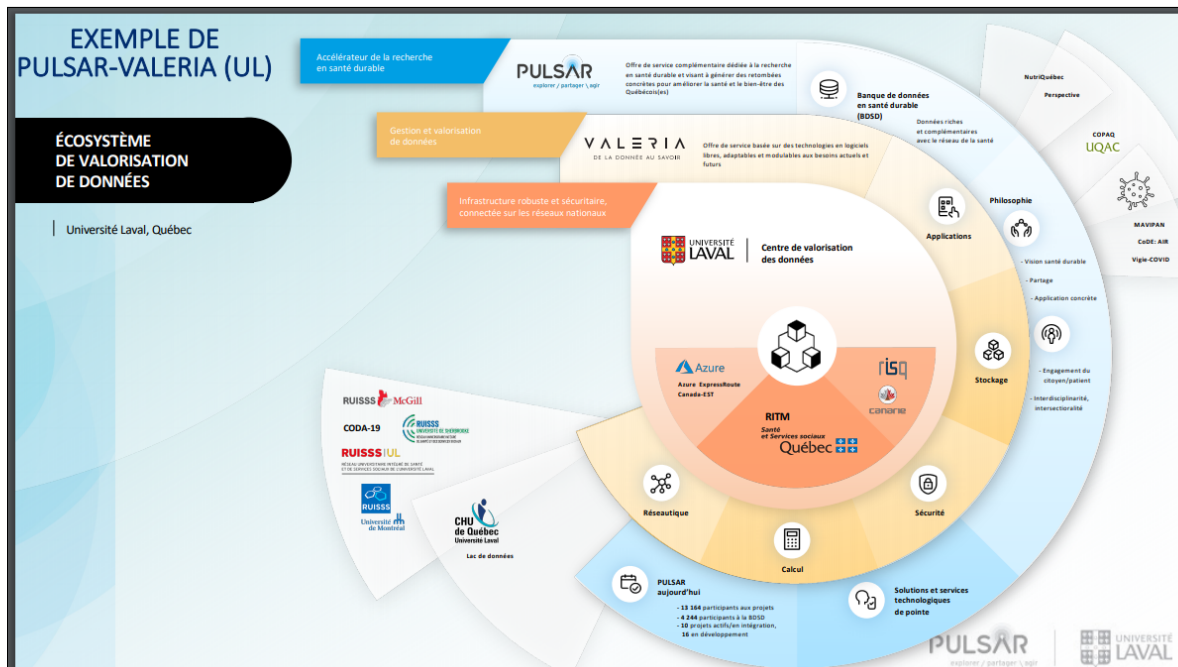 EXEMPLE DE
PULSAR-VALERIA (UL)
ÉCOSYSTÈME
DE VALORISATION
DE DONNÉES
Université Laval, Québec
Accélérateur de la recherche
en santé durable
PULSAR
explorer / partager \ agir
Offre de service complémentaire dédiée à la recherche
en santé durable et visant à générer des retombées
concrètes pour améliorer la santé et le bien-être des
Québécois(es)
Gestion et valorisation
de données
VALERIA
DE LA DONNÉE AU SAVOIR
Offre de service basée sur des technologies en logiciels
libres, adaptables et modulables aux besoins actuels et
futurs
Infrastructure robuste et sécuritaire,
connectée sur les réseaux nationaux
UNIVERSITÉ
LAVAL
Centre de valorisation
des données
Banque de données
en santé durable
(BDSD)
Données riches
et complémentaires
avec le réseau de la santé
NutriQuébec
Perspective
COPAQ
UQAC
MAVIPAN
CoDE: AIR
Vigie-COVID
Philosophie
- Vision santé durable
- Partage
- Application concrète
- Engagement du
citoyen/patient
- Interdisciplinarité,
intersectorialité
Applications
Stockage
Sécurité
Calcul
Réseautique
Azure
Azure ExpressRoute
Canada-EST
risq
canarie
RITM
Santé
et Services sociaux
Québec
RUISSS McGill
CODA-19
RUISSS
UNIVERSITÉ DE SHERBROOKE
RUISSS UL
RÉSEAU UNIVERSITAIRE INTÉGRÉ DE SANTÉ
ET DE SERVICES SOCIAUX DE L'UNIVERSITÉ LAVAL
RUISSS
Université
de Montréal
CHU
de Québec
Université Laval
Lac de données
PULSAR
aujourd'hui
- 13 164 participants aux projets
- 4 244 participants à la BDSD
- 10 projets actifs/en intégration,
16 en développement
Solutions et services
technologiques
de pointe
PULSAR
explorer / partager \ agir
UNIVERSITÉ
LAVAL